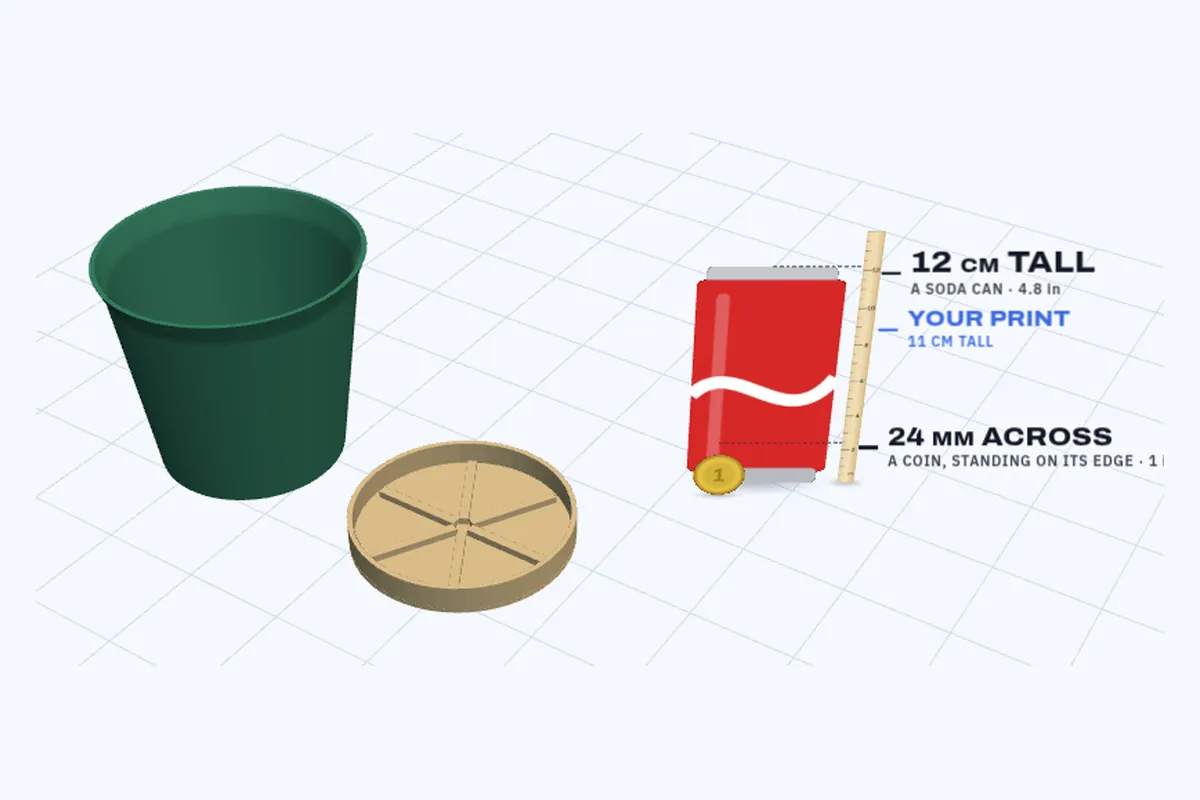 12 CM TALL
A SODA CAN · 4.8 in
YOUR PRINT
11 CM TALL
24 MM ACROSS
A COIN, STANDING ON ITS EDGE · 1
1